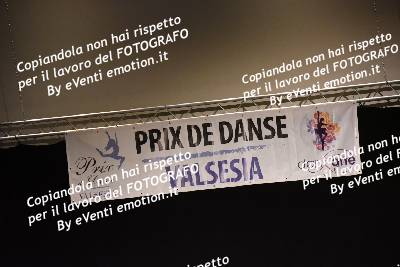 Copiandola non hai rispetto
per il lavoro del FOTOGRAFO
By eVenti emotion.it
Copiandola non hai rispetto
per il lavoro del FOTOGRAFO
By eVenti emotion.it
PRIX DE DANSE
VALSESIA
Prix
Copiandola non hai rispetto
per il lavoro del FOTOGRAFO
By eVenti emotion.it
Copiandola non hai rispetto
per il lavoro del FOTOGRAFO
By eVenti emotion.it
rispetto